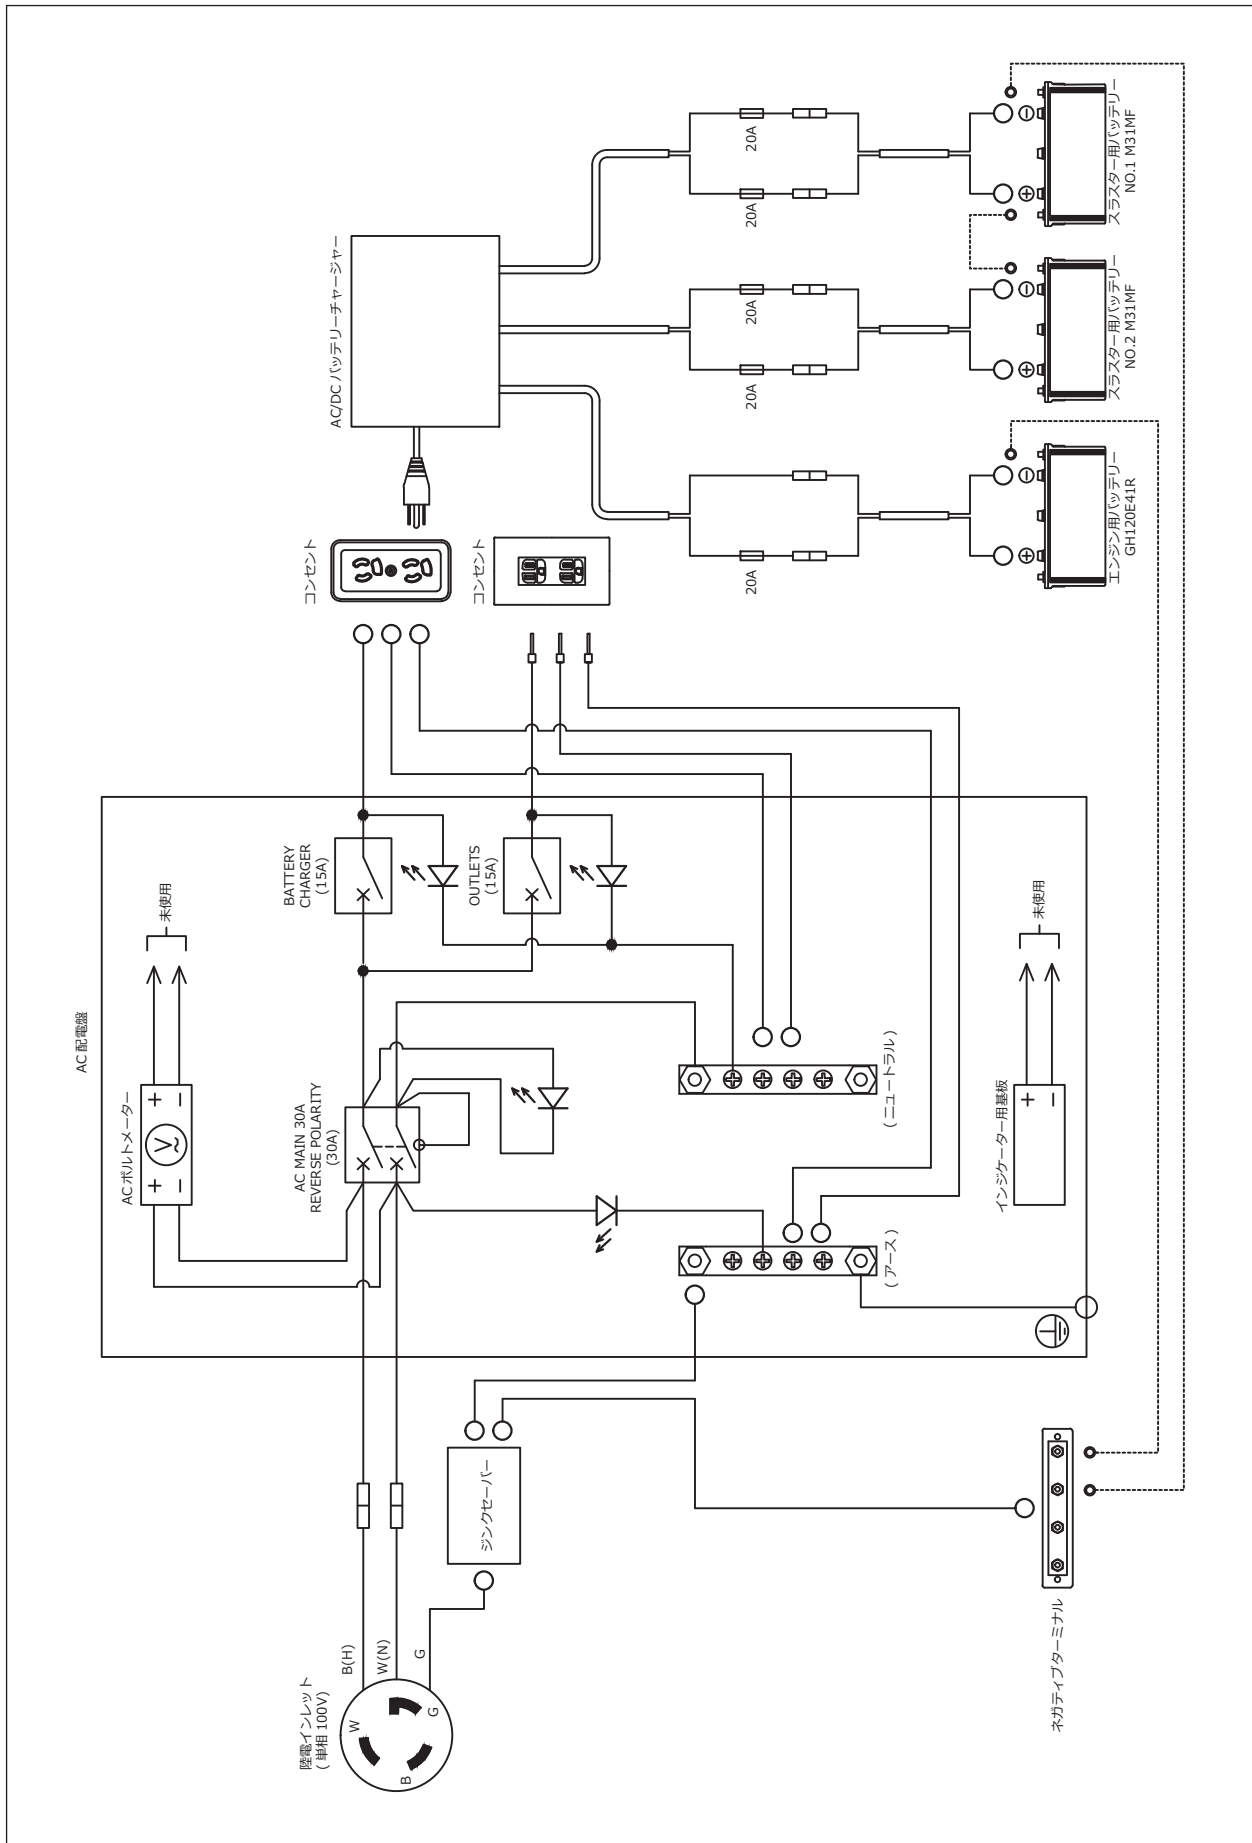 陸電インレット
( 単相 100V)
W
B
G
B(H)
W(N)
G
ジンクセーバー
ネガティブターミナル
AC 配電盤
AC ボルトメーター
+
−
V
+
−
未使用
AC MAIN 30A
REVERSE POLARITY
(30A)
BATTERY
CHARGER
(15A)
OUTLETS
(15A)
( ニュートラル )
( アース )
インジケーター用基板
+
−
未使用
コンセント
コンセント
AC/DC バッテリーチャージャー
20A
20A
20A
20A
20A
+
−
スラスター用バッテリー
NO.1 M31MF
+
−
スラスター用バッテリー
NO.2 M31MF
+
−
エンジン用バッテリー
GH120E41R